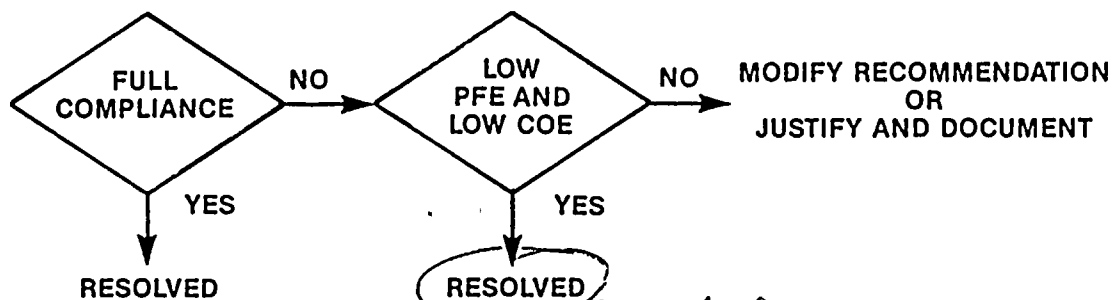 FULL
COMPLIANCE
NO
LOW
PFE AND
LOW COE
NO
MODIFY RECOMMENDATION
OR
JUSTIFY AND DOCUMENT
YES
YES
RESOLVED
RESOLVED